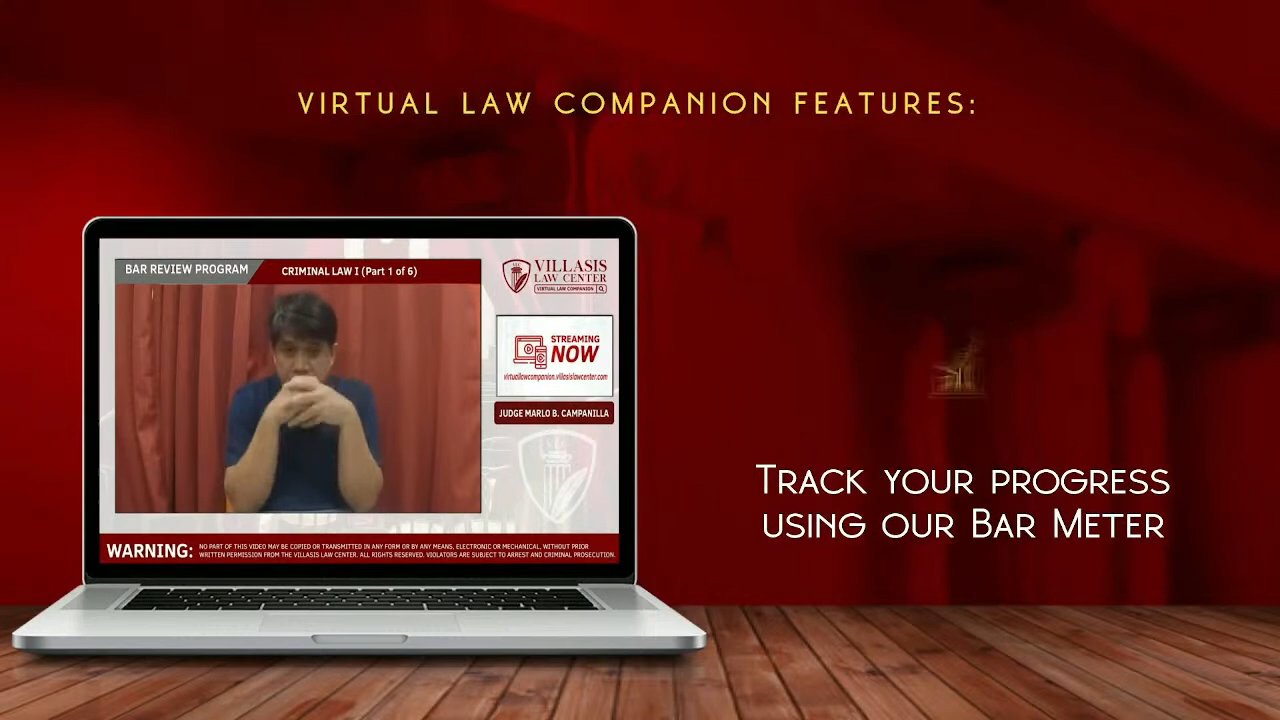 VIRTUAL LAW COMPANION FEATURES:
BAR REVIEW PROGRAM
CRIMINAL LAW I (Part 1 of 6)
VILLASIS
LAW CENTER
VIRTUAL LAW COMPANION
STREAMING
NOW
virtuallawcompanion.villasislawcenter.com
JUDGE MARLO B. CAMPANILLA
WARNING:
NO PART OF THIS VIDEO MAY BE COPIED OR TRANSMITTED IN ANY FORM OR BY ANY MEANS, ELECTRONIC OR MECHANICAL, WITHOUT PRIOR
WRITTEN PERMISSION FROM THE VILLASIS LAW CENTER. ALL RIGHTS RESERVED. VIOLATORS ARE SUBJECT TO ARREST AND CRIMINAL PROSECUTION.
TRACK YOUR PROGRESS
USING OUR BAR METER